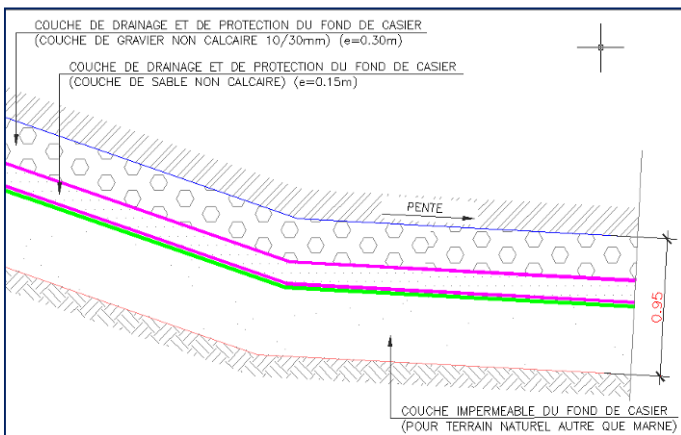 COUCHE DE DRAINAGE ET DE PROTECTION DU FOND DE CASIER
(COUCHE DE GRAVIER NON CALCAIRE 10/30mm) (e=0.30m)
COUCHE DE DRAINAGE ET DE PROTECTION DU FOND DE CASIER
(COUCHE DE SABLE NON CALCAIRE) (e=0.15m)
PENTE
0.95
COUCHE IMPERMEABLE DU FOND DE CASIER
(POUR TERRAIN NATUREL AUTRE QUE MARNE)